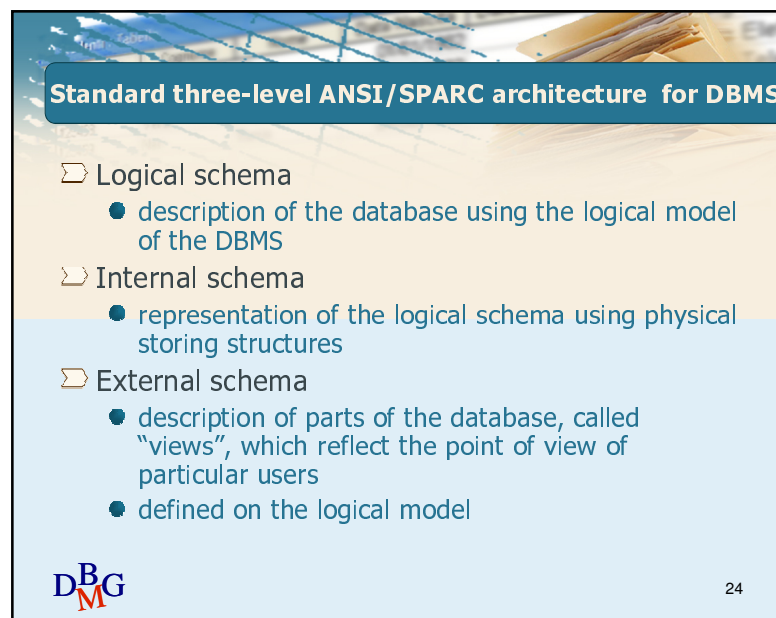 Standard three-level ANSI/SPARC architecture for DBMS
Logical schema
description of the database using the logical model
of the DBMS
Internal schema
representation of the logical schema using physical
storing structures
External schema
description of parts of the database, called
“views”, which reflect the point of view of
particular users
defined on the logical model
DBMG
24